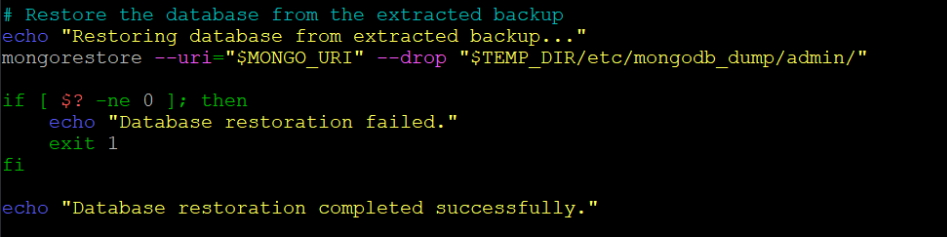 # Restore the database from the extracted backup
echo "Restoring database from extracted backup..."
mongorestore --uri="$MONGO_URI" --drop "$TEMP_DIR/etc/mongodb_dump/admin/"
if [ $? -ne 0 ]; then
    echo "Database restoration failed."
    exit 1
fi
echo "Database restoration completed successfully."